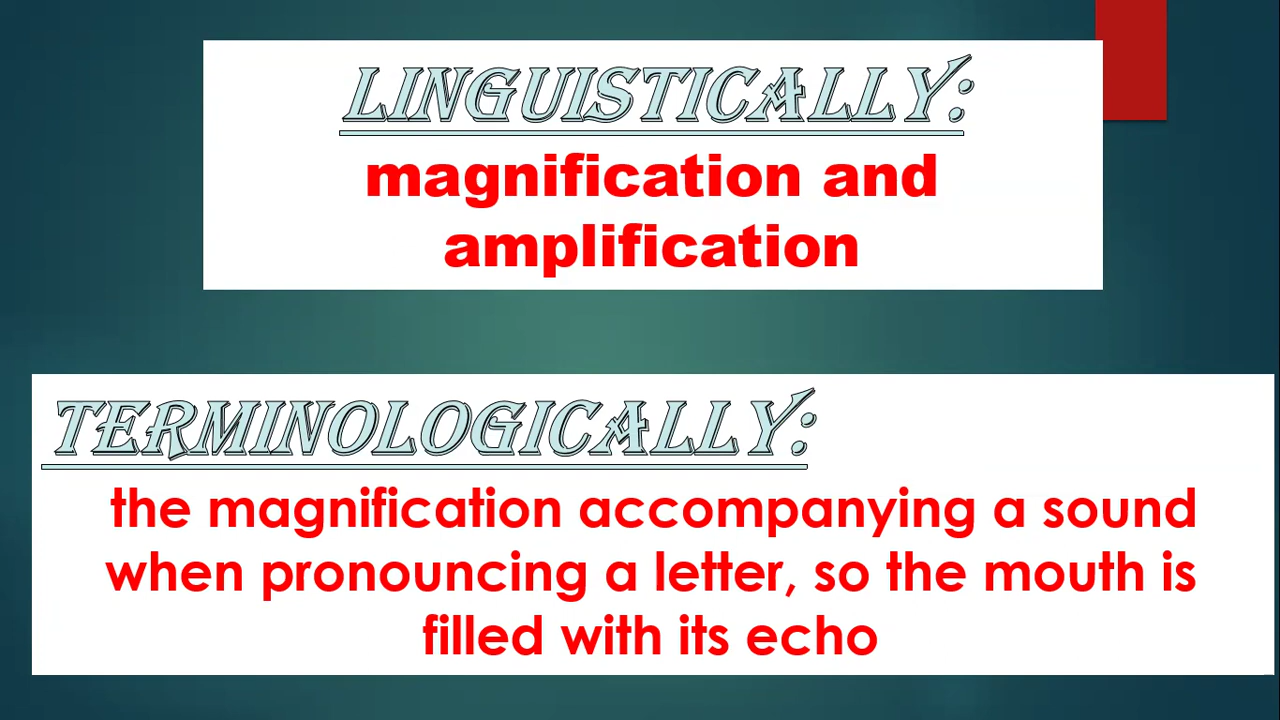 LINGUISTICALLY:
magnification and
amplification
TERMINOLOGICALLY:
the magnification accompanying a sound
when pronouncing a letter, so the mouth is
filled with its echo